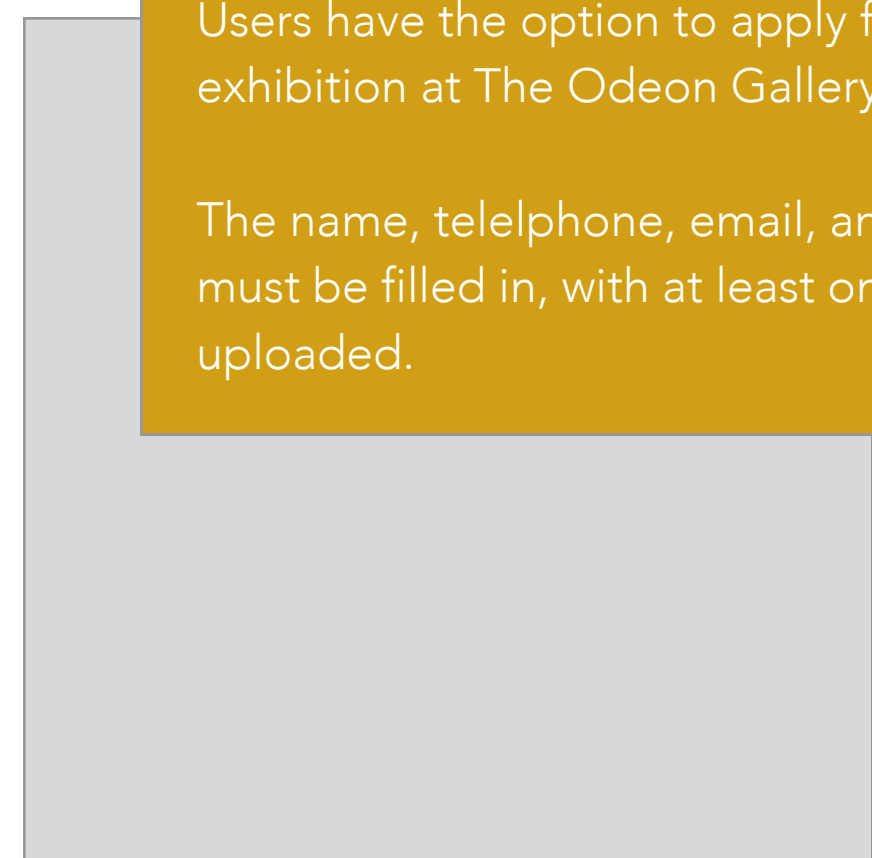 Users have the option to apply f
exhibition at The Odeon Gallery
The name, telelphone, email, an
must be filled in, with at least on
uploaded.